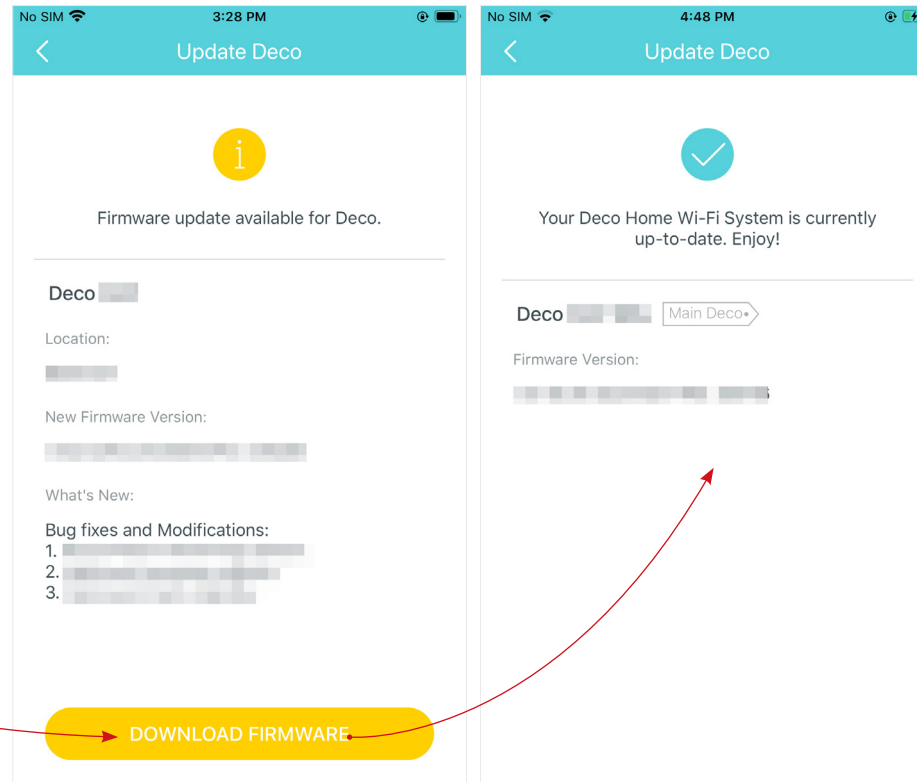 No SIM 3:28 PM
Update Deco
i
Firmware update available for Deco.
Deco
Location:
New Firmware Version:
What's New:
Bug fixes and Modifications:
1.
2.
3.
DOWNLOAD FIRMWARE
No SIM 4:48 PM
Update Deco
Your Deco Home Wi-Fi System is currently
up-to-date. Enjoy!
Deco Main Deco
Firmware Version: